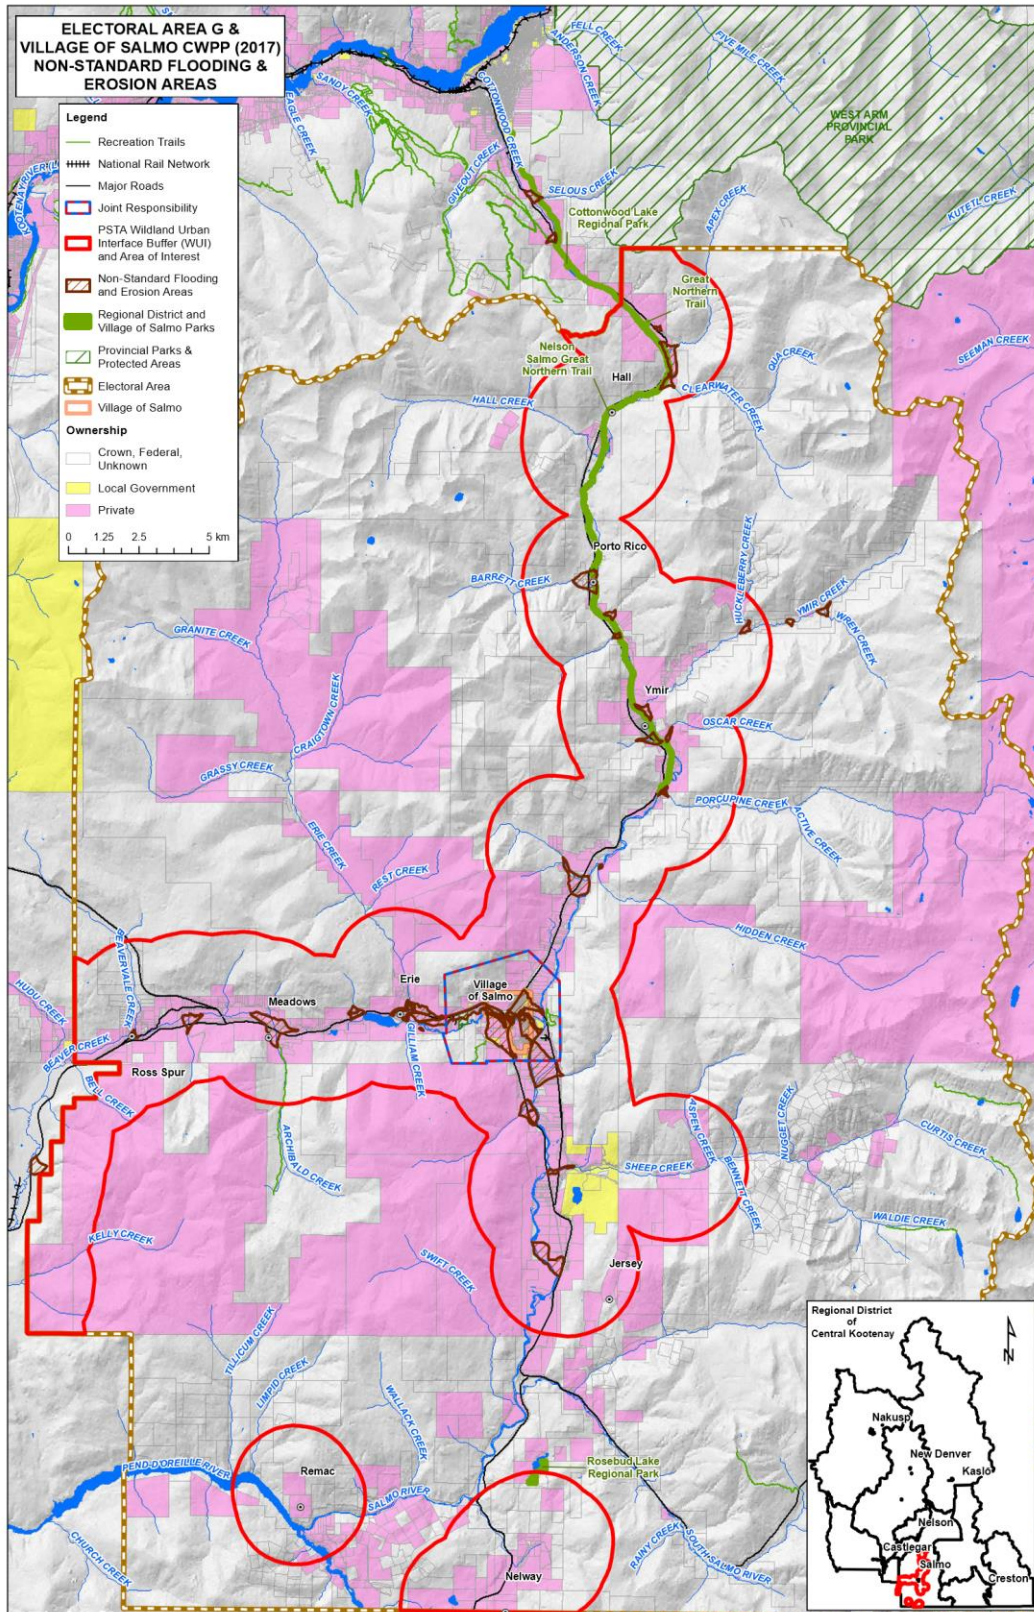 ELECTORAL AREA G &
VILLAGE OF SALMO CWPP (2017)
NON-STANDARD FLOODING &
EROSION AREAS
Legend
Recreation Trails
National Rail Network
Major Roads
Joint Responsibility
PSTA Wildland Urban
Interface Buffer (WUI)
and Area of Interest
Non-Standard Flooding
and Erosion Areas
Regional District and
Village of Salmo Parks
Provincial Parks &
Protected Areas
Electoral Area
Village of Salmo
Ownership
Crown, Federal,
Unknown
Local Government
Private
0 1.25 2.5 5 km
FELL CREEK
ANDERSON CREEK
FIVE MILE CREEK
SANDY CREEK
EAGLE CREEK
COTTONWOOD CREEK
GIVEOUT CREEK
WEST ARM
PROVINCIAL
PARK
KOOTENAY RIVER
SELOUS CREEK
APEX CREEK
KUTETL CREEK
Cottonwood Lake
Regional Park
Great
Northern
Trail
Nelson
Salmo Great
Northern Trail
Hall
QUA CREEK
SEEMAN CREEK
CLEARWATER CREEK
HALL CREEK
Porto Rico
BARRETT CREEK
HUCKLEBERRY CREEK
YMIR CREEK
WREN CREEK
GRANITE CREEK
CRAIGTOWN CREEK
Ymir
OSCAR CREEK
GRASSY CREEK
PORCUPINE CREEK
ACTIVE CREEK
ERIE CREEK
REST CREEK
HIDDEN CREEK
BEAVERVALE CREEK
HUDU CREEK
Erie
Village
of Salmo
Meadows
GILLIAM CREEK
BEAVER CREEK
Ross Spur
BELL CREEK
ARCHIBALD CREEK
ASPEN CREEK
NUGGET CREEK
CURTIS CREEK
SHEEP CREEK
BENNETT CREEK
WALDIE CREEK
KELLY CREEK
SWIFT CREEK
Jersey
TILLICUM CREEK
LIMPID CREEK
WALLACK CREEK
PEND D'OREILLE RIVER
Remac
SALMO RIVER
Rosebud Lake
Regional Park
CHURCH CREEK
RAINY CREEK
SOUTH SALMO RIVER
Nelway
Regional District
of
Central Kootenay
N
Nakusp
New Denver
Kaslo
Nelson
Castlegar
Salmo
Creston